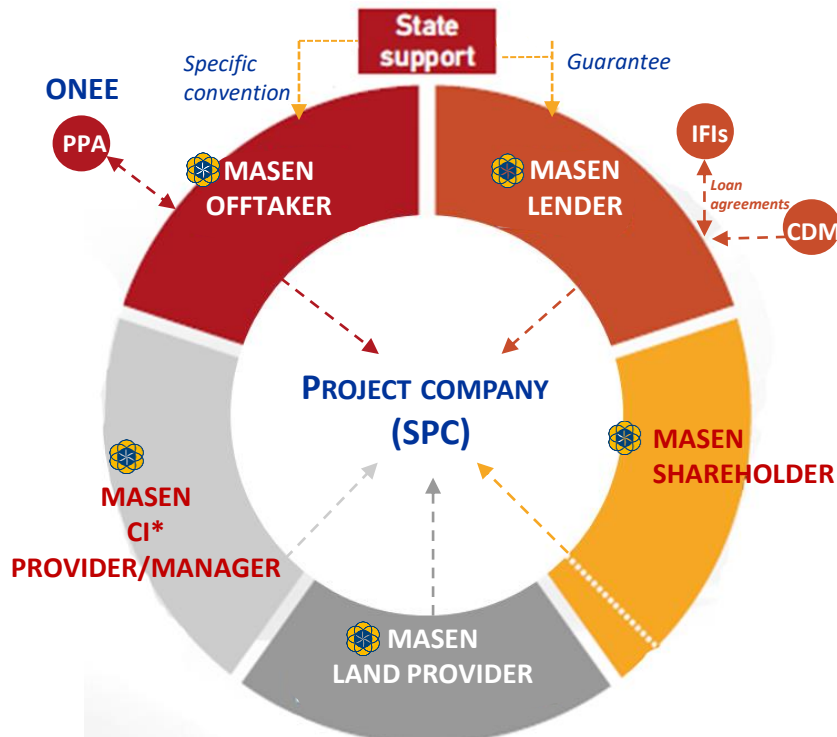 State
support
Specific
convention
Guarantee
ONEE
PPA
IFIs
Loan
agreements
CDM
MASEN
OFFTAKER
MASEN
LENDER
PROJECT COMPANY
(SPC)
MASEN
SHAREHOLDER
MASEN
CI*
PROVIDER/MANAGER
MASEN
LAND PROVIDER